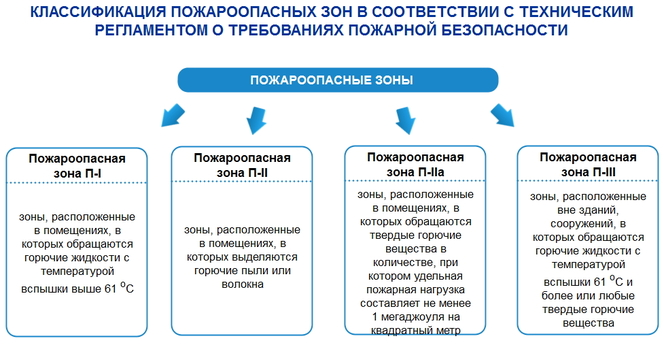 КЛАССИФИКАЦИЯ ПОЖАРООПАСНЫХ ЗОН В СООТВЕТСТВИИ С ТЕХНИЧЕСКИМ
РЕГЛАМЕНТОМ О ТРЕБОВАНИЯХ ПОЖАРНОЙ БЕЗОПАСНОСТИ
ПОЖАРООПАСНЫЕ ЗОНЫ
Пожароопасная
зона П-I
зоны, расположенные
в помещениях, в
которых обращаются
горючие жидкости с
температурой
вспышки выше 61 °С
Пожароопасная
зона П-II
зоны, расположенные
в помещениях, в
которых выделяются
горючие пыли или
волокна
Пожароопасная
зона П-IIа
зоны, расположенные
в помещениях, в
которых обращаются
твердые горючие
вещества в
количестве, при
котором удельная
пожарная нагрузка
составляет не менее
1 мегаджоуля на
квадратный метр
Пожароопасная
зона П-III
зоны, расположенные
вне зданий,
сооружений, в
которых обращаются
горючие жидкости с
температурой
вспышки 61 °С и
более или любые
твердые горючие
вещества